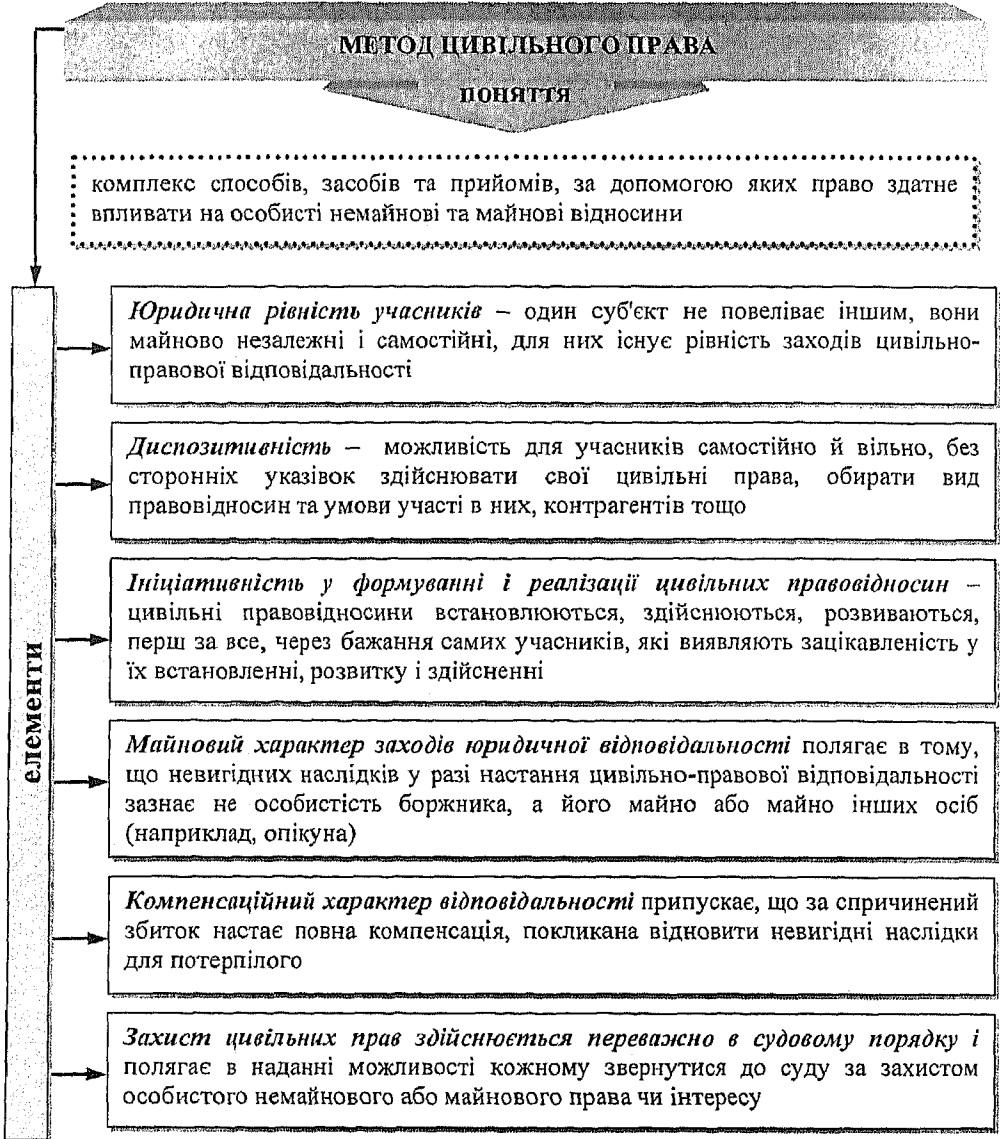 МЕТОД ЦИВІЛЬНОГО ПРАВА
ПОНЯТТЯ
комплекс способів, засобів та прийомів, за допомогою яких право здатне
впливати на особисті немайнові та майнові відносини
елементи
Юридична рівність учасників – один суб'єкт не повеліває іншим, вони
майново незалежні і самостійні, для них існує рівність заходів цивільно-
правової відповідальності
Диспозитивність – можливість для учасників самостійно й вільно, без
сторонніх указівок здійснювати свої цивільні права, обирати вид
правовідносин та умови участі в них, контрагентів тощо
Ініціативність у формуванні і реалізації цивільних правовідносин –
цивільні правовідносини встановлюються, здійснюються, розвиваються,
перш за все, через бажання самих учасників, які виявляють зацікавленість у
їх встановленні, розвитку і здійсненні
Майновий характер заходів юридичної відповідальності полягає в тому,
що невигідних наслідків у разі настання цивільно-правової відповідальності
зазнає не особистість боржника, а його майно або майно інших осіб
(наприклад, опікуна)
Компенсаційний характер відповідальності припускає, що за спричинений
збиток настає повна компенсація, покликана відновити невигідні наслідки
для потерпілого
Захист цивільних прав здійснюється переважно в судовому порядку і
полягає в наданні можливості кожному звернутися до суду за захистом
особистого немайнового або майнового права чи інтересу